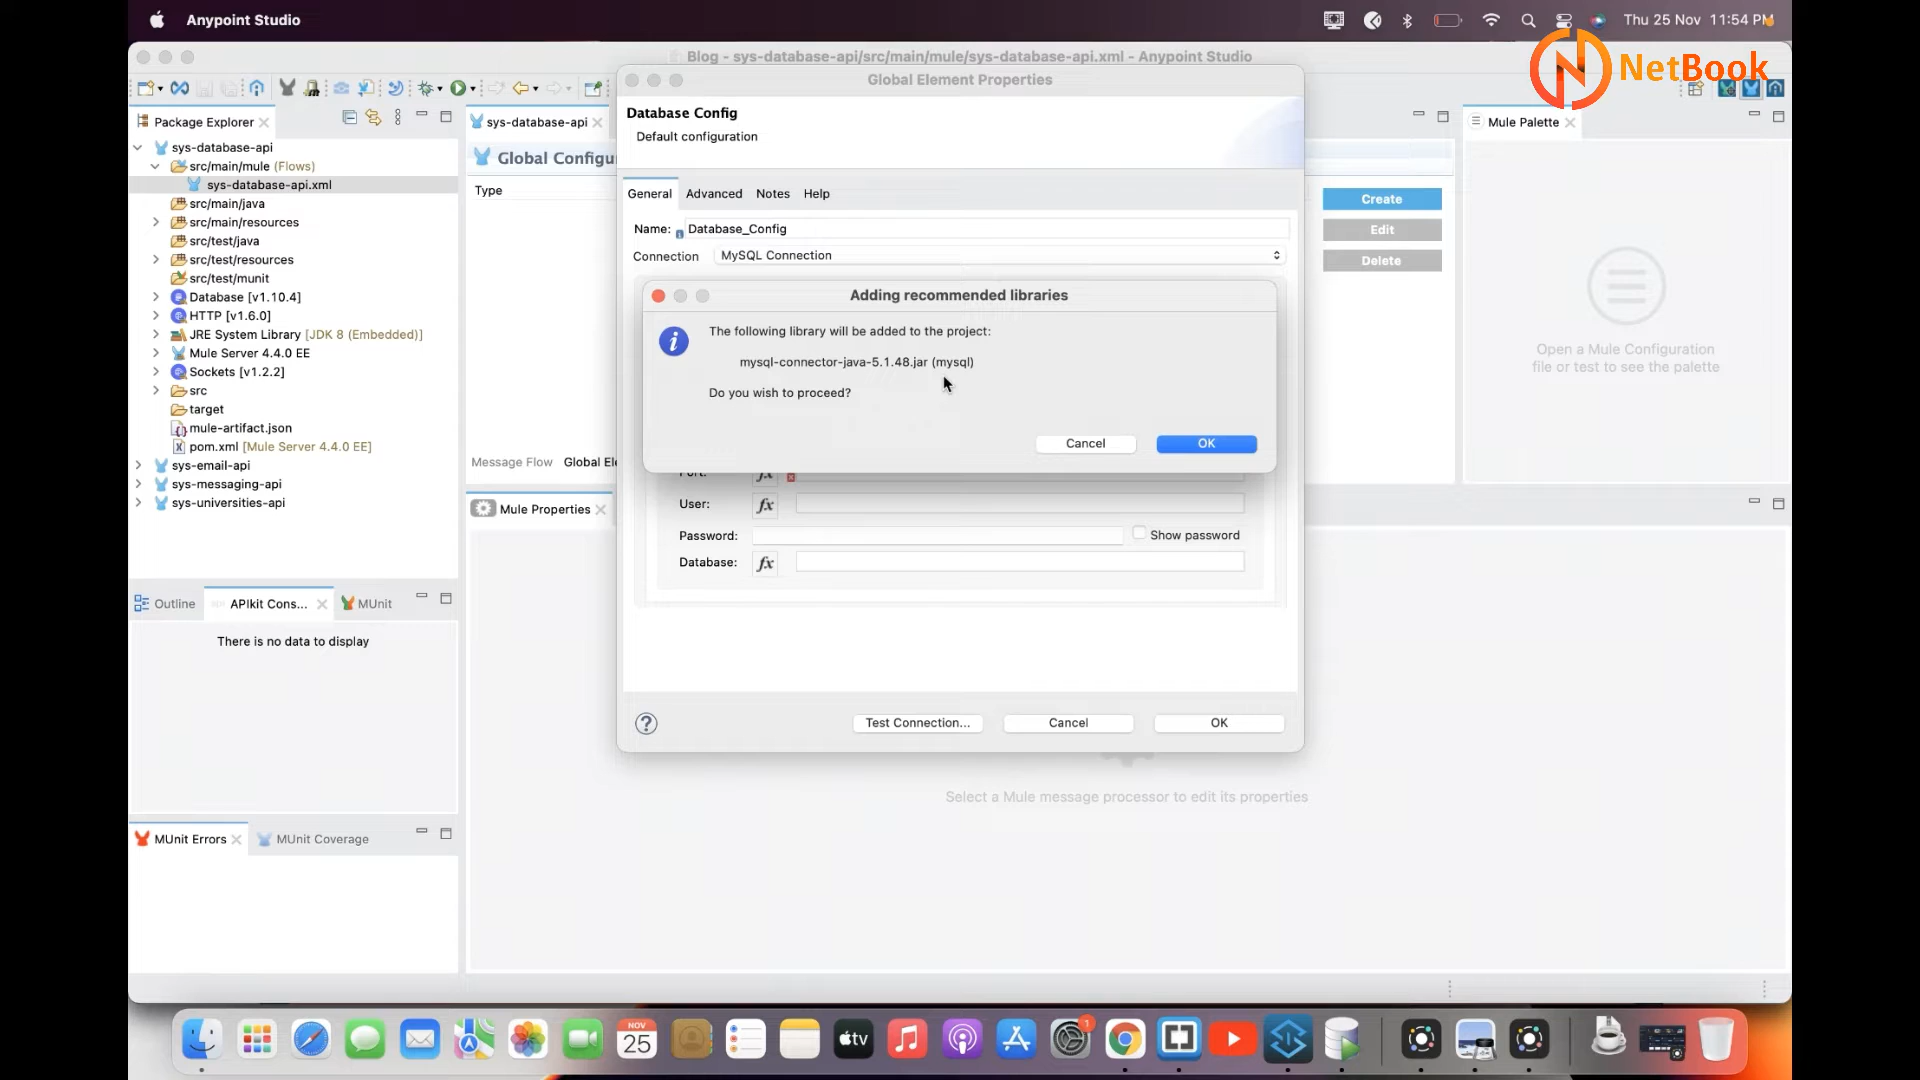 Anypoint Studio
Thu 25 Nov 11:54 PM
NetBook
Blog - sys-database-api/src/main/mule/sys-database-api.xml - Anypoint Studio
Global Element Properties
Database Config
Default configuration
Package Explorer
sys-database-api
Mule Palette
sys-database-api
src/main/mule (Flows)
sys-database-api.xml
src/main/java
src/main/resources
src/test/java
src/test/resources
src/test/munit
Database [v1.10.4]
HTTP [v1.6.0]
JRE System Library [JDK 8 (Embedded)]
Mule Server 4.4.0 EE
Sockets [v1.2.2]
src
target
mule-artifact.json
pom.xml [Mule Server 4.4.0 EE]
sys-email-api
sys-messaging-api
sys-universities-api
Global Configu
Type
General Advanced Notes Help
Name: Database_Config
Connection MySQL Connection
Create
Edit
Delete
Open a Mule Configuration
file or test to see the palette
Adding recommended libraries
The following library will be added to the project:
mysql-connector-java-5.1.48.jar (mysql)
Do you wish to proceed?
Cancel OK
Message Flow Global Ele
Port: fx
User: fx
Password: Show password
Database: fx
Mule Properties
Outline APIkit Cons... MUnit
There is no data to display
Test Connection... Cancel OK
Select a Mule message processor to edit its properties
MUnit Errors MUnit Coverage
NOV
25
tv
1